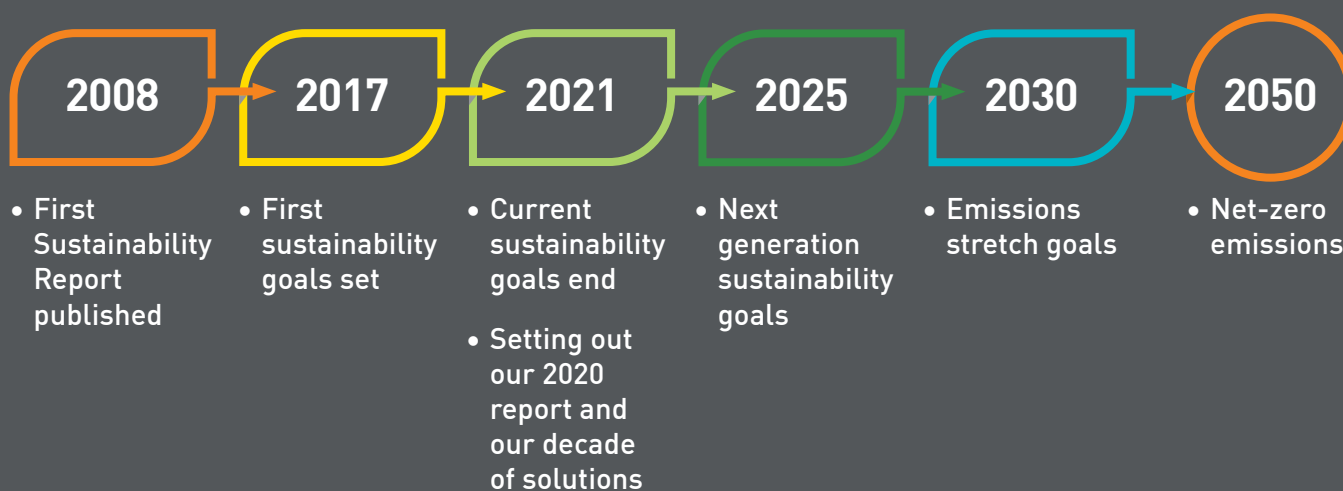 2008
2017
2021
2025
2030
2050
• First
Sustainability
Report
published
• First
sustainability
goals set
• Current
sustainability
goals end
• Setting out
our 2020
report and
our decade
of solutions
• Next
generation
sustainability
goals
• Emissions
stretch goals
• Net-zero
emissions